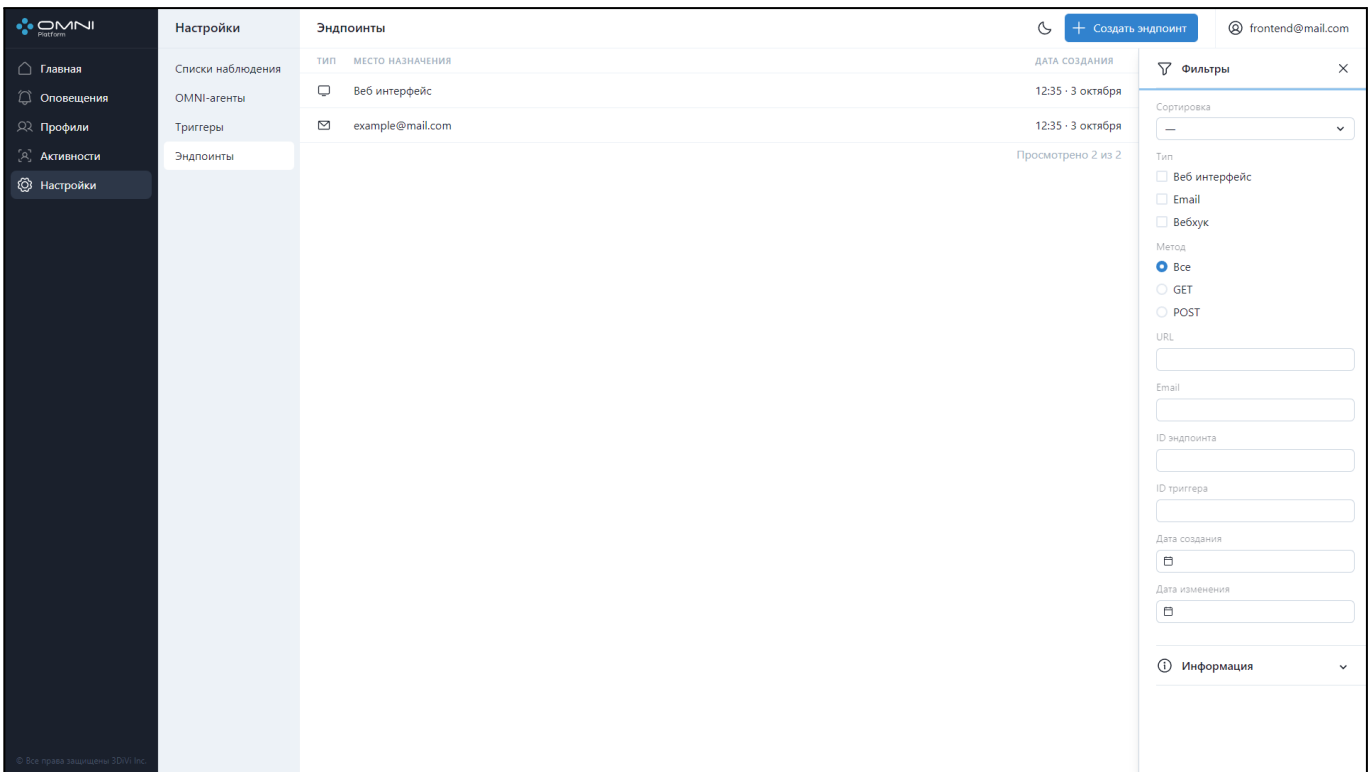 OMNI
Platform
Главная
Оповещения
Профили
Активности
Настройки
© Все права защищены 3DiVi Inc.
Настройки
Списки наблюдения
OMNI-агенты
Триггеры
Эндпоинты
Эндпоинты
Создать эндпоинт
frontend@mail.com
ТИП МЕСТО НАЗНАЧЕНИЯ ДАТА СОЗДАНИЯ
Веб интерфейс 12:35 · 3 октября
example@mail.com 12:35 · 3 октября
Просмотрено 2 из 2
Фильтры
Сортировка
—
Тип
Веб интерфейс
Email
Вебхук
Метод
Все
GET
POST
URL
Email
ID эндпоинта
ID триггера
Дата создания
Дата изменения
Информация